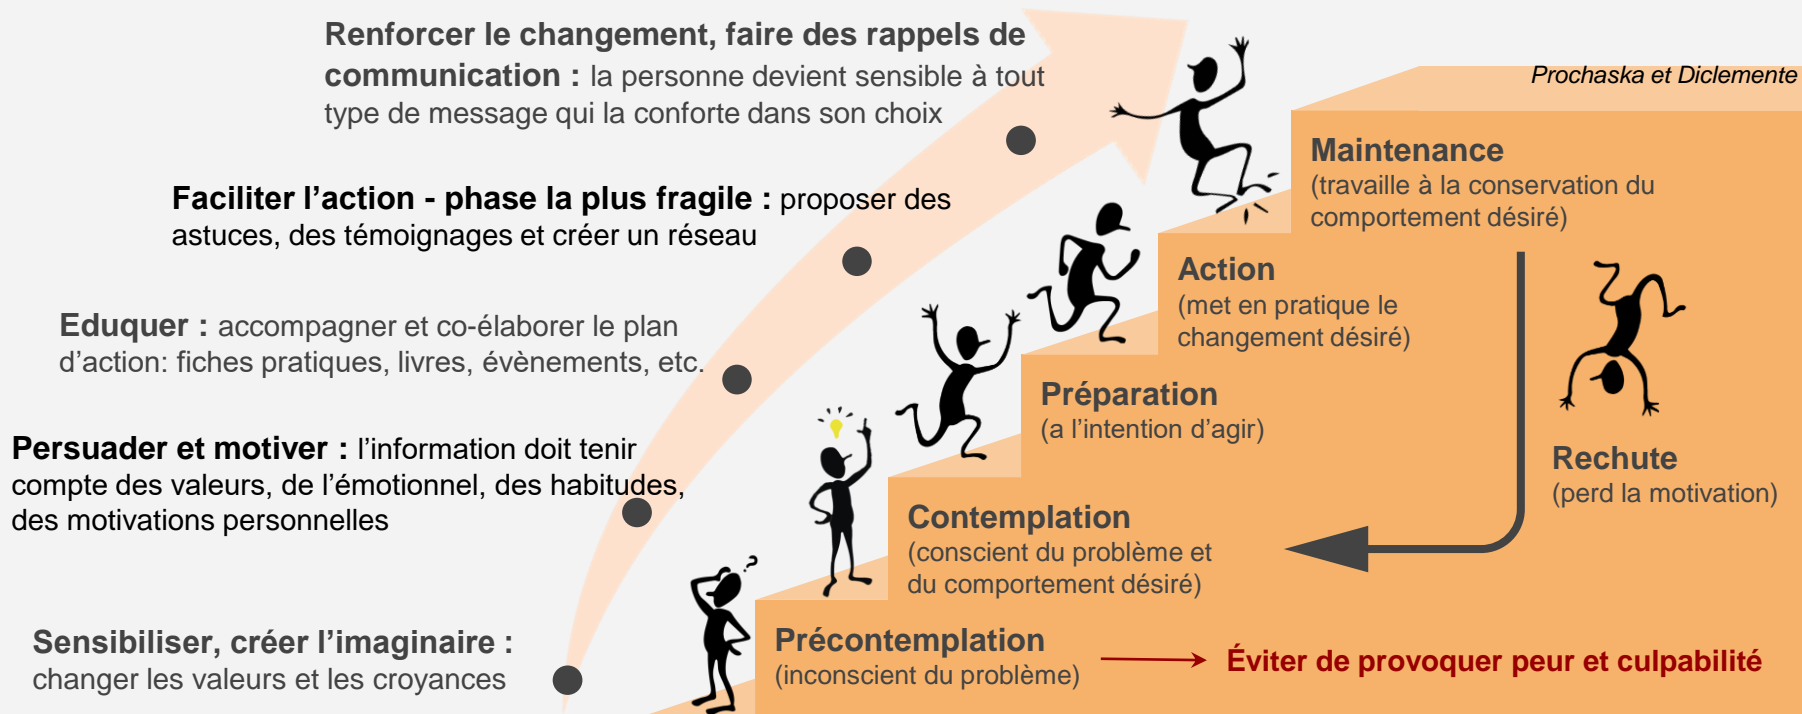 Renforcer le changement, faire des rappels de
communication : la personne devient sensible à tout
type de message qui la conforte dans son choix
Faciliter l’action - phase la plus fragile : proposer des
astuces, des témoignages et créer un réseau
Eduquer : accompagner et co-élaborer le plan
d’action: fiches pratiques, livres, évènements, etc.
Persuader et motiver : l’information doit tenir
compte des valeurs, de l’émotionnel, des habitudes,
des motivations personnelles
Sensibiliser, créer l’imaginaire :
changer les valeurs et les croyances
Prochaska et Diclemente
Maintenance
(travaille à la conservation du
comportement désiré)
Action
(met en pratique le
changement désiré)
Préparation
(a l’intention d’agir)
Rechute
(perd la motivation)
Contemplation
(conscient du problème et
du comportement désiré)
?
Précontemplation
(inconscient du problème)
Éviter de provoquer peur et culpabilité